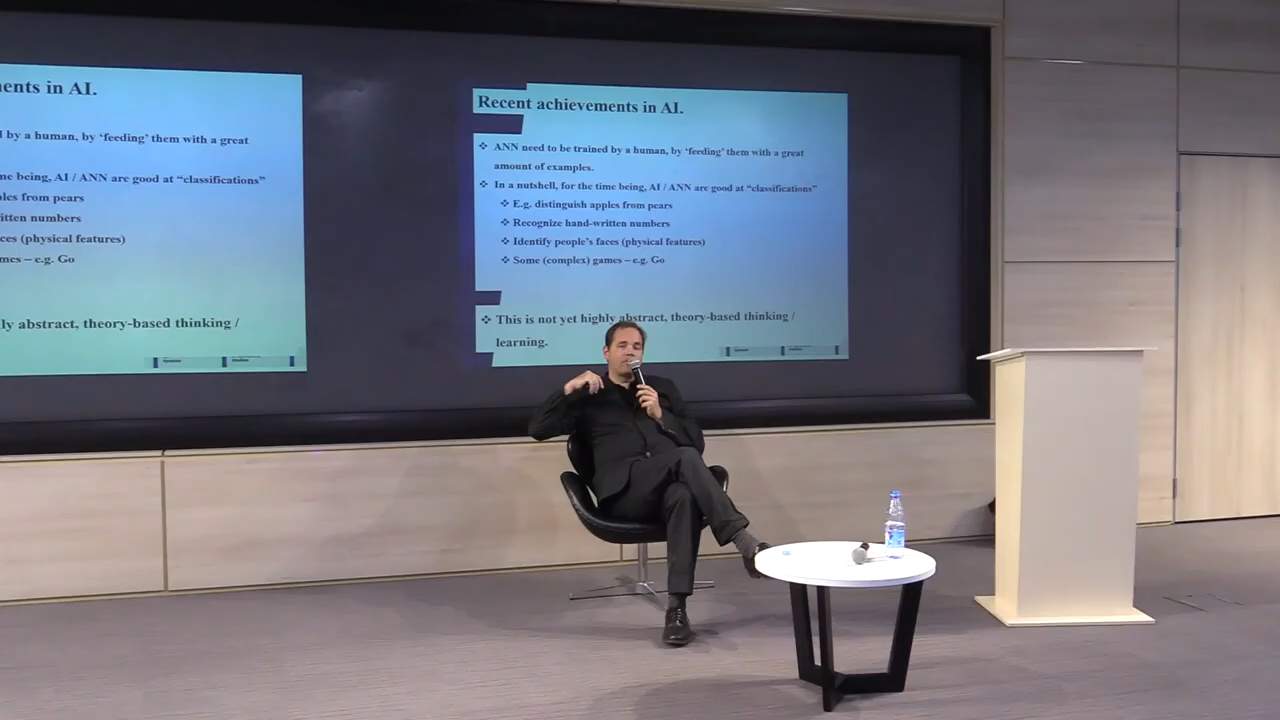 ents in AI.
by a human, by ‘feeding’ them with a great
ne being, AI / ANN are good at “classifications”
les from pears
itten numbers
ces (physical features)
mes – e.g. Go
ly abstract, theory-based thinking /
Recent achievements in AI.
❖ ANN need to be trained by a human, by ‘feeding’ them with a great
amount of examples.
❖ In a nutshell, for the time being, AI / ANN are good at “classifications”
❖ E.g. distinguish apples from pears
❖ Recognize hand-written numbers
❖ Identify people’s faces (physical features)
❖ Some (complex) games – e.g. Go
❖ This is not yet highly abstract, theory-based thinking /
learning.